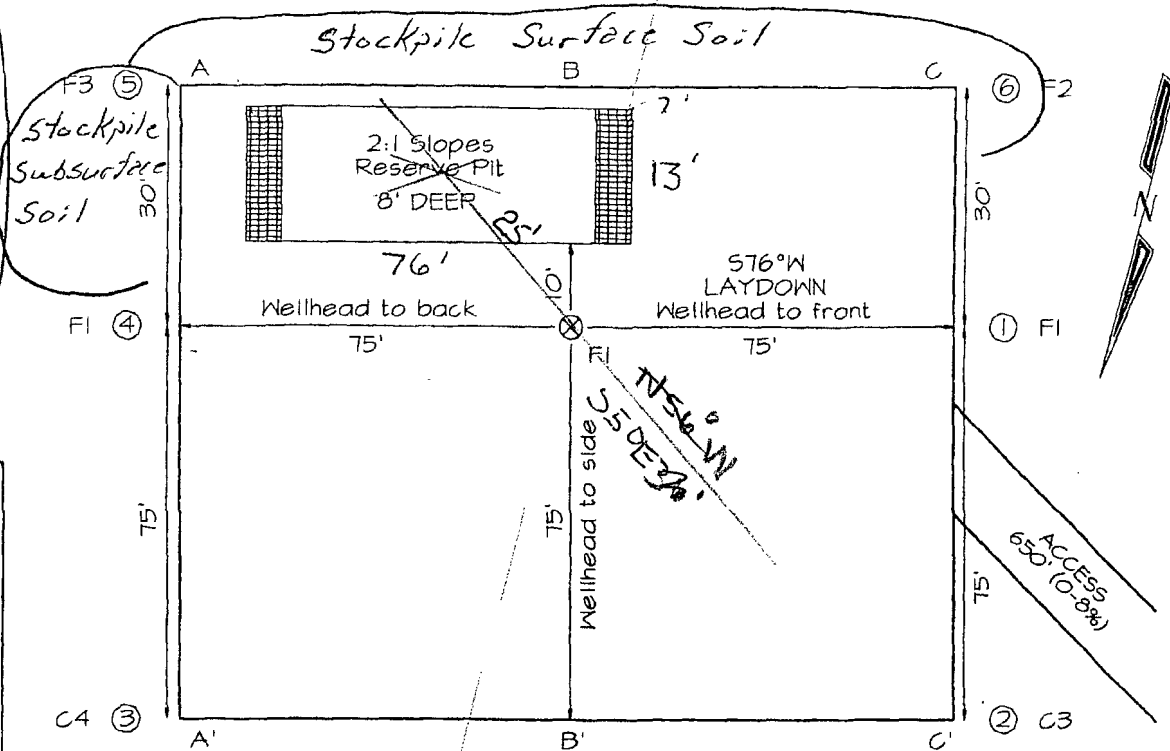 Stockpile Surface Soil
A B C
F3 ⑤ ⑥ F2
Stockpile
Subsurface
Soil
2:1 Slopes
Reserve Pit
8' DEEP
13'
30'
30'
25'
76'
10'
S76°W
LAYDOWN
Wellhead to back
Wellhead to front
F1 ④ ① F1
75'
75'
F1
N56°W
Wellhead to side
75'
75'
75'
ACCESS
650' (0-8%)
C4 ③ ② C3
A' B' C'
N